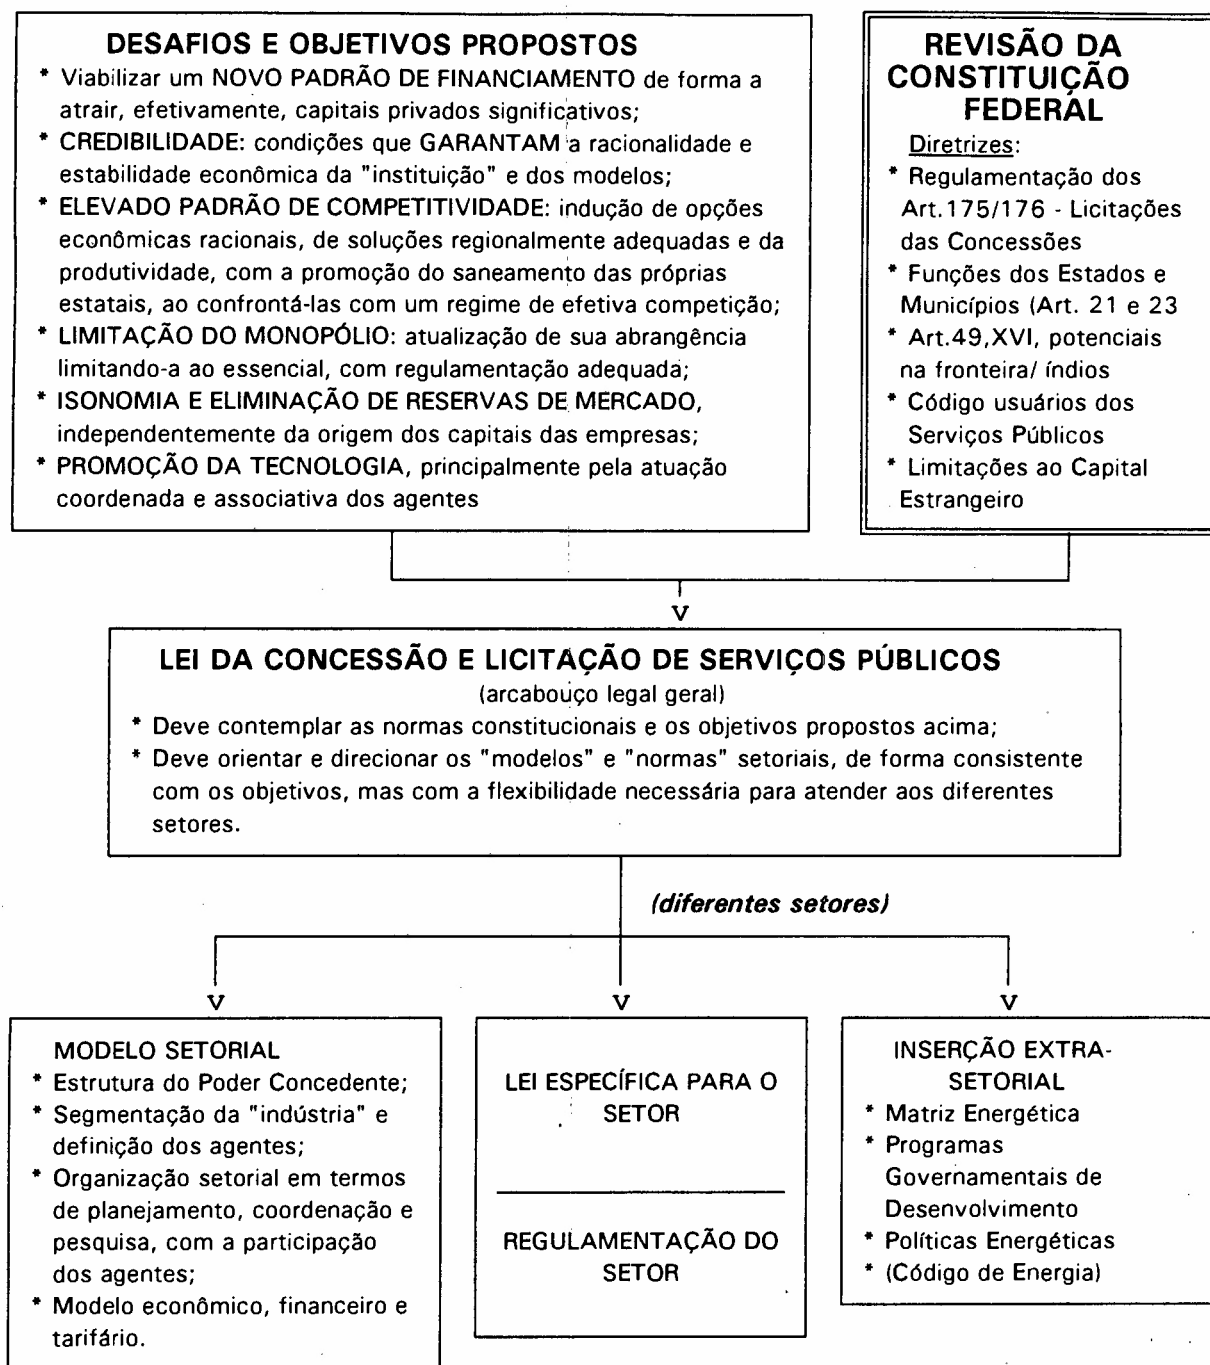 DESAFIOS E OBJETIVOS PROPOSTOS
* Viabilizar um NOVO PADRÃO DE FINANCIAMENTO de forma a
atrair, efetivamente, capitais privados significativos;
* CREDIBILIDADE: condições que GARANTAM a racionalidade e
estabilidade econômica da "instituição" e dos modelos;
* ELEVADO PADRÃO DE COMPETITIVIDADE: indução de opções
econômicas racionais, de soluções regionalmente adequadas e da
produtividade, com a promoção do saneamento das próprias
estatais, ao confrontá-las com um regime de efetiva competição;
* LIMITAÇÃO DO MONOPÓLIO: atualização de sua abrangência
limitando-a ao essencial, com regulamentação adequada;
* ISONOMIA E ELIMINAÇÃO DE RESERVAS DE MERCADO,
independentemente da origem dos capitais das empresas;
* PROMOÇÃO DA TECNOLOGIA, principalmente pela atuação
coordenada e associativa dos agentes
REVISÃO DA
CONSTITUIÇÃO
FEDERAL
Diretrizes:
* Regulamentação dos
Art.175/176 - Licitações
das Concessões
* Funções dos Estados e
Municípios (Art. 21 e 23
* Art.49,XVI, potenciais
na fronteira/ índios
* Código usuários dos
Serviços Públicos
* Limitações ao Capital
Estrangeiro
V
LEI DA CONCESSÃO E LICITAÇÃO DE SERVIÇOS PÚBLICOS
(arcabouço legal geral)
* Deve contemplar as normas constitucionais e os objetivos propostos acima;
* Deve orientar e direcionar os "modelos" e "normas" setoriais, de forma consistente
com os objetivos, mas com a flexibilidade necessária para atender aos diferentes
setores.
(diferentes setores)
V V V
MODELO SETORIAL
* Estrutura do Poder Concedente;
* Segmentação da "indústria" e
definição dos agentes;
* Organização setorial em termos
de planejamento, coordenação e
pesquisa, com a participação
dos agentes;
* Modelo econômico, financeiro e
tarifário.
LEI ESPECÍFICA PARA O
SETOR
REGULAMENTAÇÃO DO
SETOR
INSERÇÃO EXTRA-
SETORIAL
* Matriz Energética
* Programas
Governamentais de
Desenvolvimento
* Políticas Energéticas
* (Código de Energia)